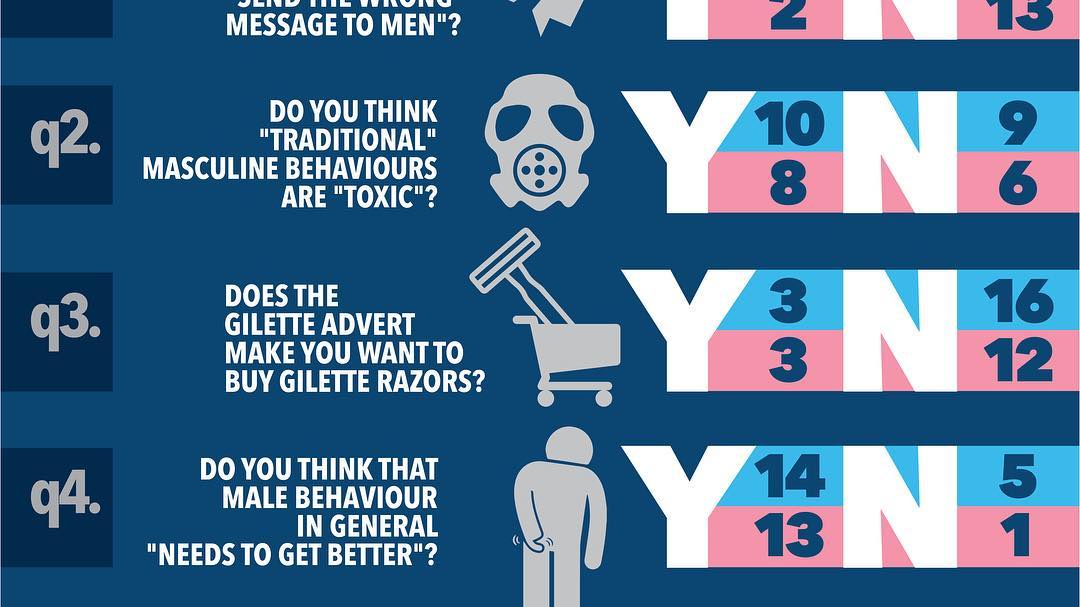 "SEND THE WRONG
MESSAGE TO MEN"?
2 13
q2.
DO YOU THINK
"TRADITIONAL"
MASCULINE BEHAVIOURS
ARE "TOXIC"?
Y 10 N 9
8 6
q3.
DOES THE
GILETTE ADVERT
MAKE YOU WANT TO
BUY GILETTE RAZORS?
Y 3 N 16
3 12
q4.
DO YOU THINK THAT
MALE BEHAVIOUR
IN GENERAL
"NEEDS TO GET BETTER"?
Y 14 N 5
13 1